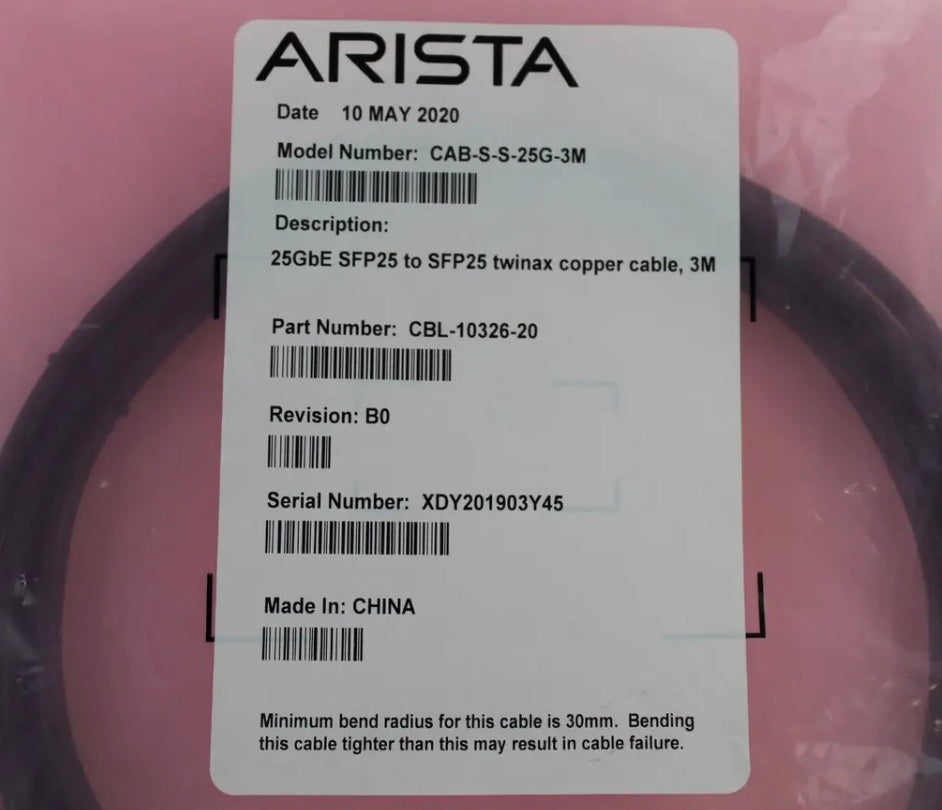 ARISTA
Date 10 MAY 2020
Model Number: CAB-S-S-25G-3M
Description:
25GbE SFP25 to SFP25 twinax copper cable, 3M
Part Number: CBL-10326-20
Revision: B0
Serial Number: XDY201903Y45
Made In: CHINA
Minimum bend radius for this cable is 30mm. Bending
this cable tighter than this may result in cable failure.